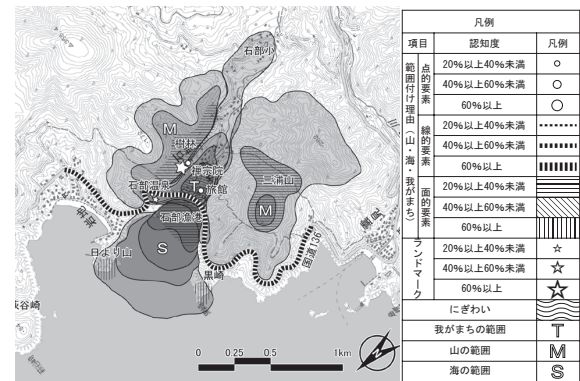 石部小
M
樹林
禅宗院
石部温泉
T
旅館
二浦山
M
石部漁港
S
日まり山
黒崎
国道136
灰谷崎
0 0.25 0.5 1km
凡例
項目 認知度 凡例
範囲付け理由(山・海・我がまち)
点的要素
20%以上40%未満
40%以上60%未満
60%以上
線的要素
20%以上40%未満
40%以上60%未満
60%以上
面的要素
20%以上40%未満
40%以上60%未満
60%以上
ランドマーク
20%以上40%未満
40%以上60%未満
60%以上
にぎわい
我がまちの範囲 T
山の範囲 M
海の範囲 S